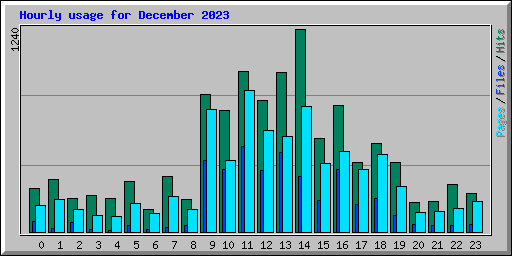 Hourly usage for December 2023
1240
Pages / Files / Hits
0 1 2 3 4 5 6 7 8 9 10 11 12 13 14 15 16 17 18 19 20 21 22 23